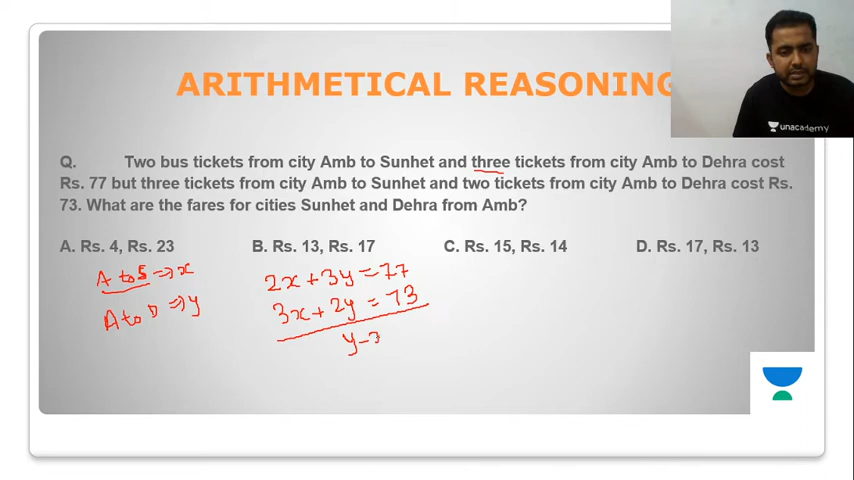 ARITHMETICAL REASONING
unacademy
Q. Two bus tickets from city Amb to Sunhet and three tickets from city Amb to Dehra cost
Rs. 77 but three tickets from city Amb to Sunhet and two tickets from city Amb to Dehra cost Rs.
73. What are the fares for cities Sunhet and Dehra from Amb?
A. Rs. 4, Rs. 23 B. Rs. 13, Rs. 17 C. Rs. 15, Rs. 14 D. Rs. 17, Rs. 13
A to S => x
A to D => y
2x + 3y = 77
3x + 2y = 73
y -